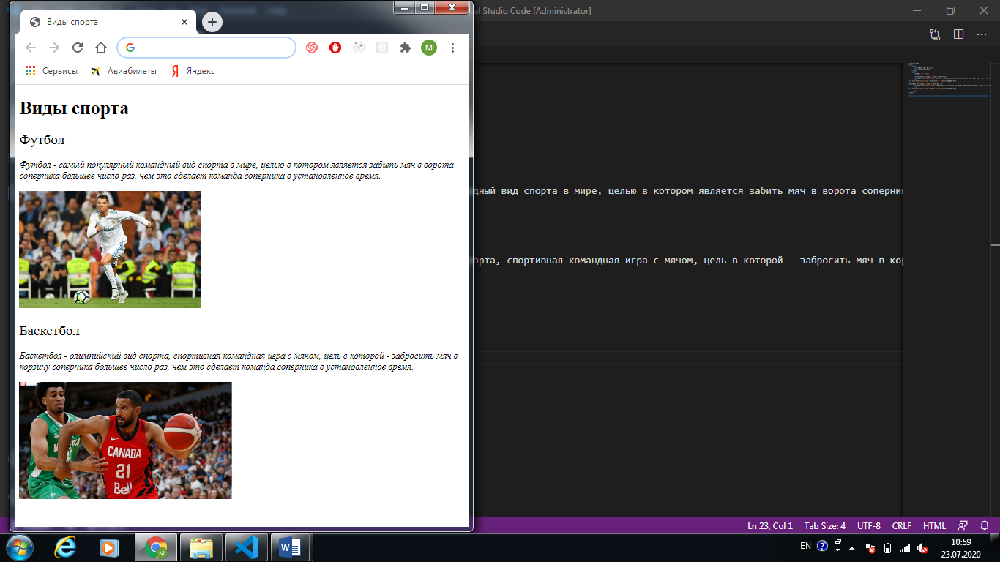 Виды спорта
al Studio Code [Administrator]
M
Сервисы
Авиабилеты
Я Яндекс
Виды спорта
Футбол
Футбол - самый популярный командный вид спорта в мире, целью в котором является забить мяч в ворота
соперника большее число раз, чем это сделает команда соперника в установленное время.
Баскетбол
Баскетбол - олимпийский вид спорта, спортивная командная игра с мячом, цель в которой - забросить мяч в
корзину соперника большее число раз, чем это сделает команда соперника в установленное время.
CANADA
21
Bell
дный вид спорта в мире, целью в котором является забить мяч в ворота соперни
орта, спортивная командная игра с мячом, цель в которой - забросить мяч в кор
Ln 23, Col 1
Tab Size: 4
UTF-8
CRLF
HTML
EN
10:59
23.07.2020